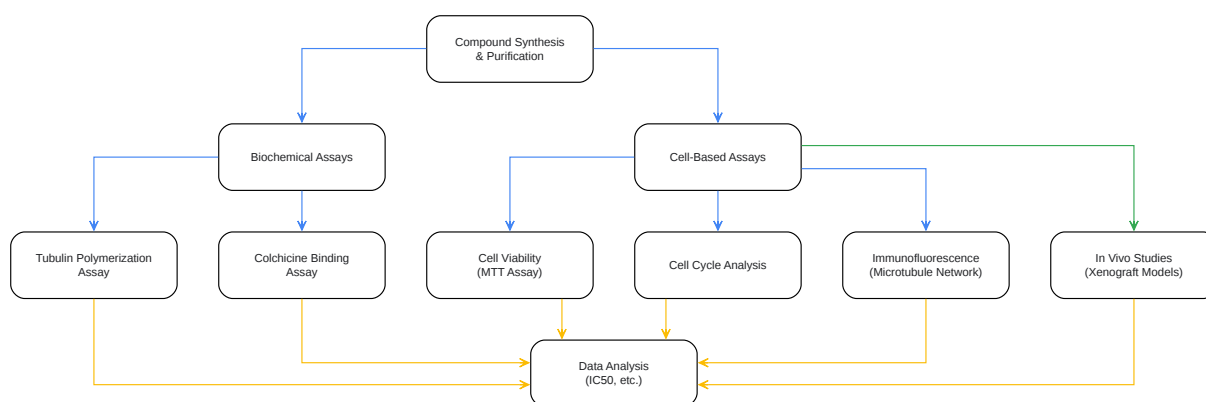 Compound Synthesis
& Purification
Biochemical Assays
Cell-Based Assays
Tubulin Polymerization
Assay
Colchicine Binding
Assay
Cell Viability
(MTT Assay)
Cell Cycle Analysis
Immunofluorescence
(Microtubule Network)
In Vivo Studies
(Xenograft Models)
Data Analysis
(IC50, etc.)